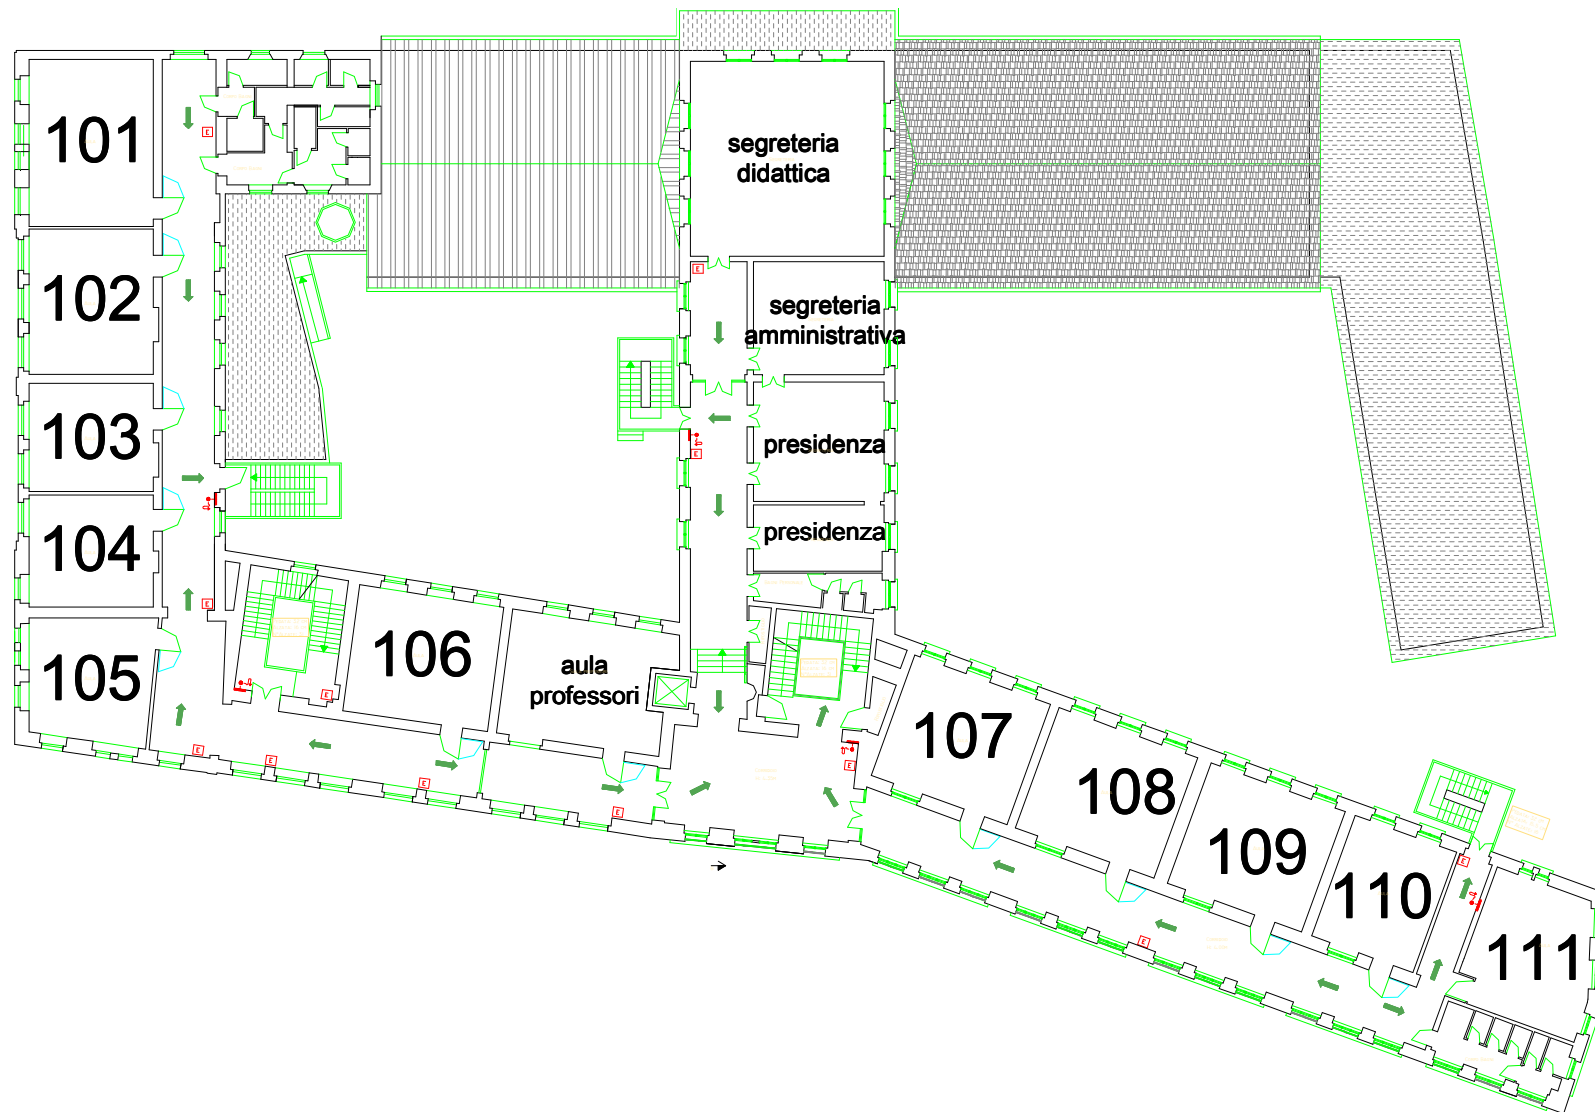 101
102
103
104
105
106
aula
professori
segreteria
didattica
segreteria
amministrativa
presidenza
presidenza
107
108
109
110
111
E
E
E
E
E
E
E
E
E
E
E
E